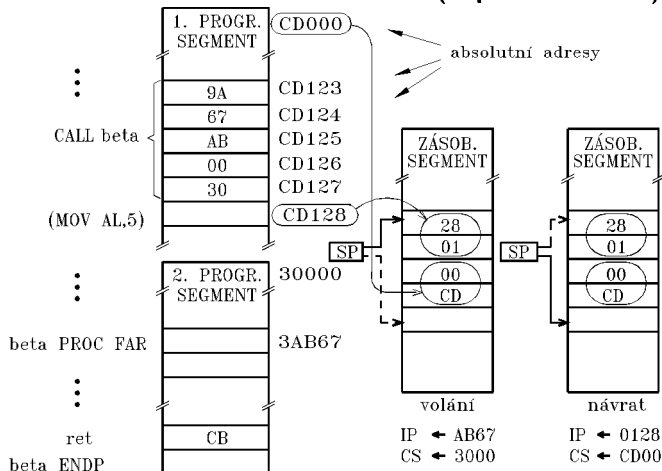 1. PROGR.
SEGMENT
CD000
absolutní adresy
9A
CD123
67
CD124
CALL beta
AB
CD125
00
CD126
30
CD127
(MOV AL,5)
CD128
ZÁSOB.
SEGMENT
SP
28
01
00
CD
volání
IP ← AB67
CS ← 3000
ZÁSOB.
SEGMENT
SP
28
01
00
CD
návrat
IP ← 0128
CS ← CD00
2. PROGR.
SEGMENT
30000
beta PROC FAR
3AB67
ret
CB
beta ENDP